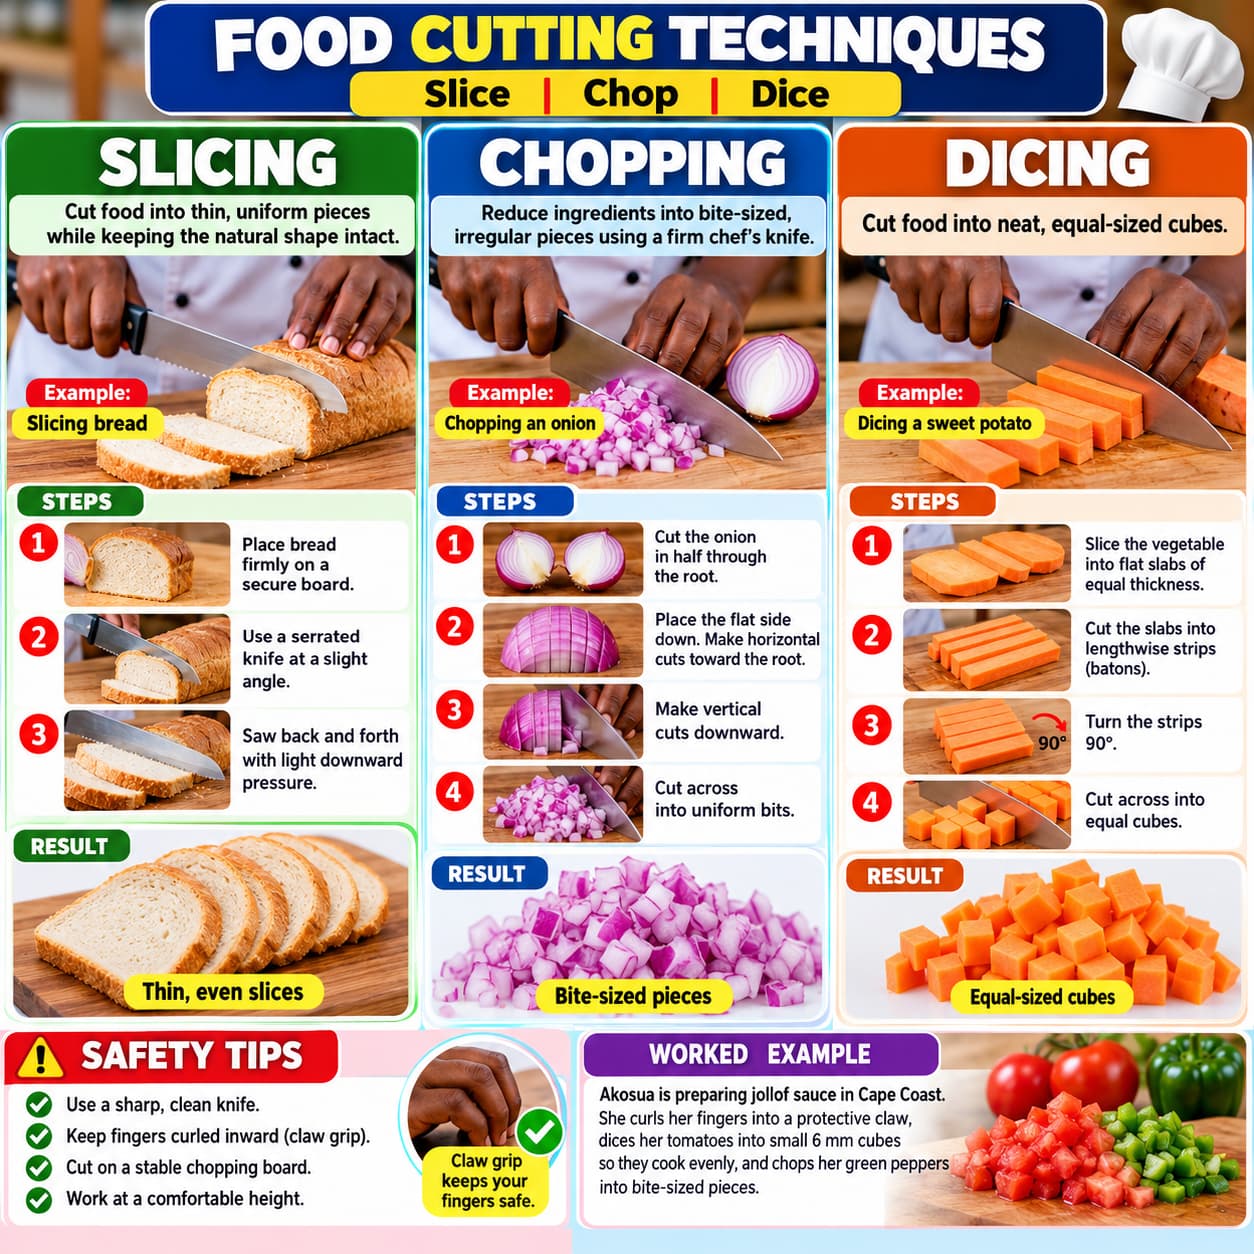 FOOD CUTTING TECHNIQUES
Slice | Chop | Dice
SLICING
Cut food into thin, uniform pieces
while keeping the natural shape intact.
Example:
Slicing bread
STEPS
1
Place bread
firmly on a
secure board.
2
Use a serrated
knife at a slight
angle.
3
Saw back and forth
with light downward
pressure.
RESULT
Thin, even slices
CHOPPING
Reduce ingredients into bite-sized,
irregular pieces using a firm chef's knife.
Example:
Chopping an onion
STEPS
1
Cut the onion
in half through
the root.
2
Place the flat side
down. Make horizontal
cuts toward the root.
3
Make vertical
cuts downward.
4
Cut across
into uniform bits.
RESULT
Bite-sized pieces
DICING
Cut food into neat, equal-sized cubes.
Example:
Dicing a sweet potato
STEPS
1
Slice the vegetable
into flat slabs of
equal thickness.
2
Cut the slabs into
lengthwise strips
(batons).
3
90°
Turn the strips
90°.
4
Cut across into
equal cubes.
RESULT
Equal-sized cubes
SAFETY TIPS
Use a sharp, clean knife.
Keep fingers curled inward (claw grip).
Cut on a stable chopping board.
Work at a comfortable height.
Claw grip
keeps your
fingers safe.
WORKED EXAMPLE
Akosua is preparing jollof sauce in Cape Coast.
She curls her fingers into a protective claw,
dices her tomatoes into small 6 mm cubes
so they cook evenly, and chops her green peppers
into bite-sized pieces.